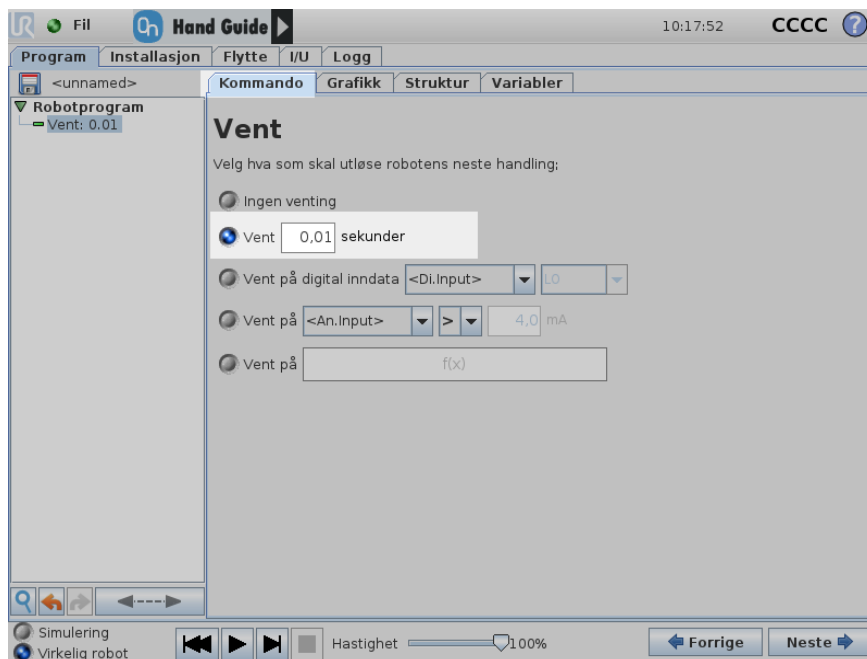 UR Fil On Hand Guide 10:17:52 CCCC ?
Program Installasjon Flytte I/U Logg
<unnamed> Kommando Grafikk Struktur Variabler
Robotprogram
Vent: 0.01
Vent
Velg hva som skal utløse robotens neste handling;
Ingen venting
Vent 0,01 sekunder
Vent på digital inndata <Di.Input> L0
Vent på <An.Input> > 4,0 mA
Vent på f(x)
Simulering
Virkelig robot
Hastighet 100% Forrige Neste